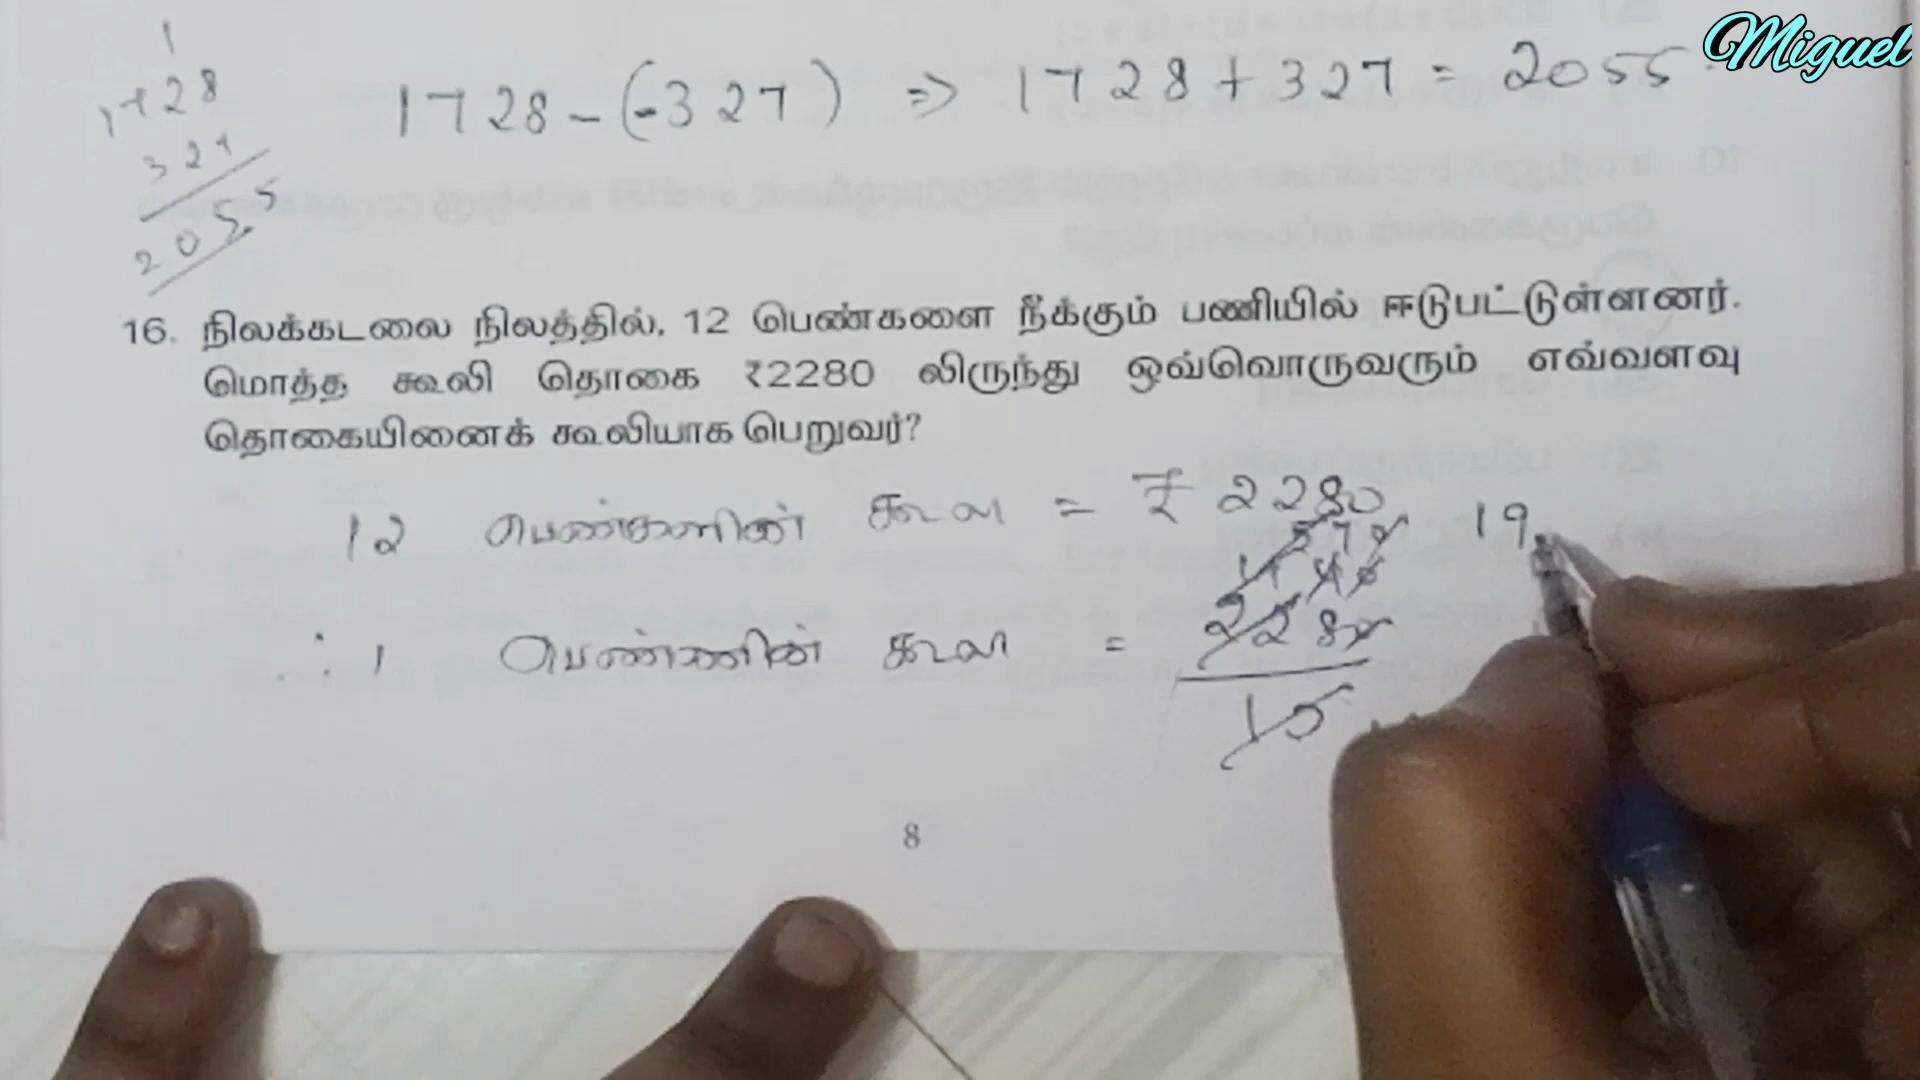 Miguel
1
1728
327
2055
1728 - (-327) ⇒ 1728 + 327 = 2055
16. நிலக்கடலை நிலத்தில், 12 பெண்களை நீக்கும் பணியில் ஈடுபட்டுள்ளனர்.
மொத்த கூலி தொகை ₹2280 லிருந்து ஒவ்வொருவரும் எவ்வளவு
தொகையினைக் கூலியாக பெறுவர்?
12 பெண்களின் கூலி = ₹ 2280
19
∴ 1 பெண்ணின் கூலி =
8